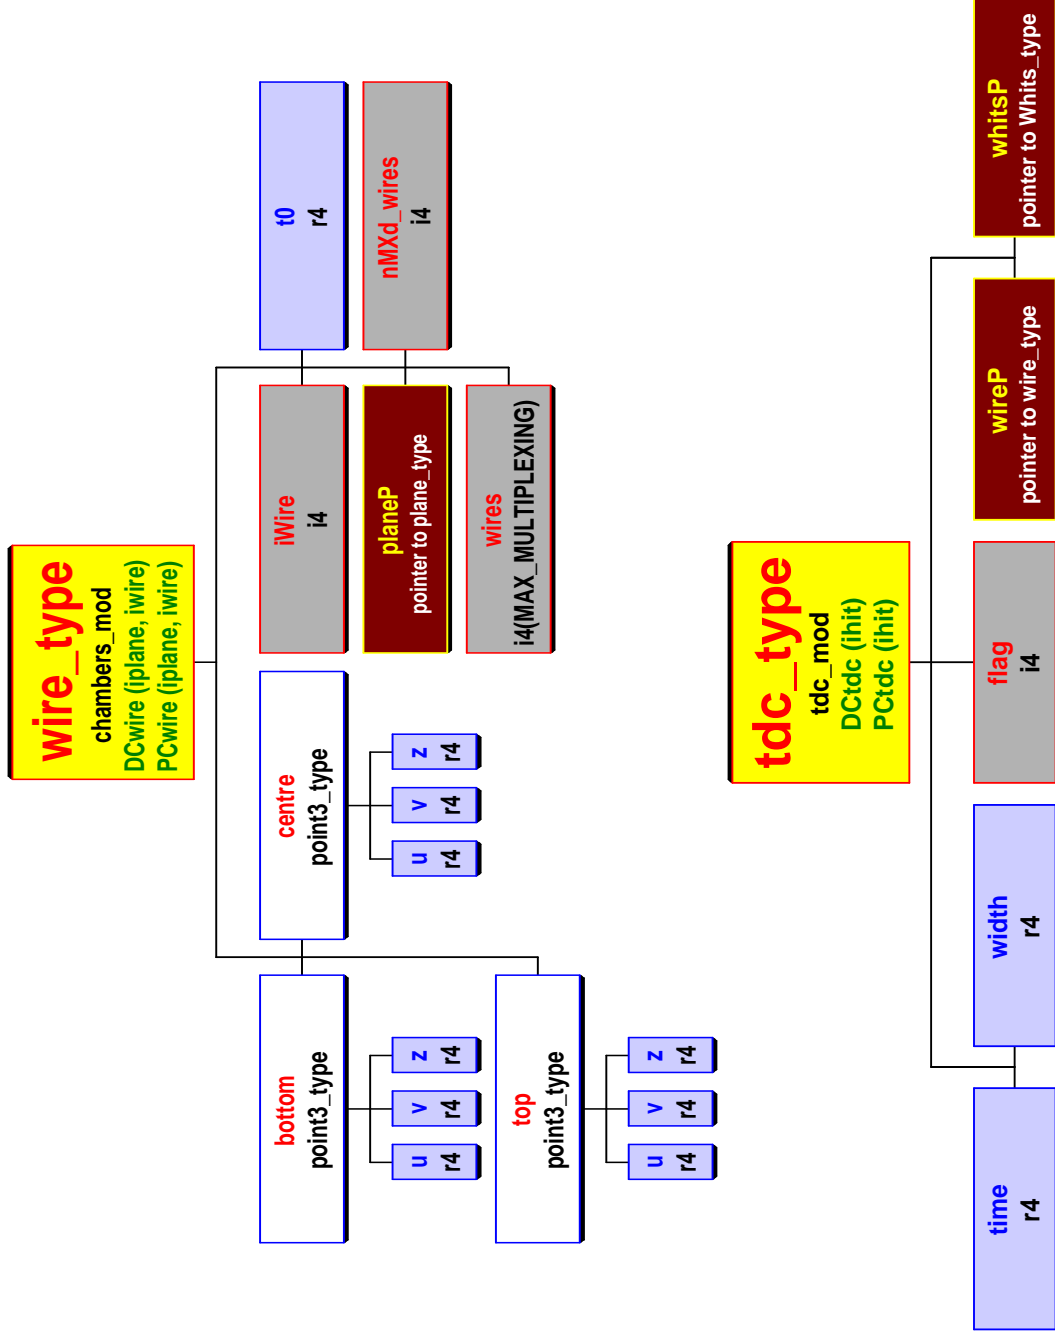 wire_type
chambers_mod
DCwire (iplane, iwire)
PCwire (iplane, iwire)
bottom
point3_type
u
r4
v
r4
z
r4
centre
point3_type
u
r4
v
r4
z
r4
top
point3_type
u
r4
v
r4
z
r4
iWire
i4
t0
r4
planeP
pointer to plane_type
nMXd_wires
i4
wires
i4(MAX_MULTIPLEXING)
tdc_type
tdc_mod
DCtdc (ihit)
PCtdc (ihit)
time
r4
width
r4
flag
i4
wireP
pointer to wire_type
whitsP
pointer to Whits_type